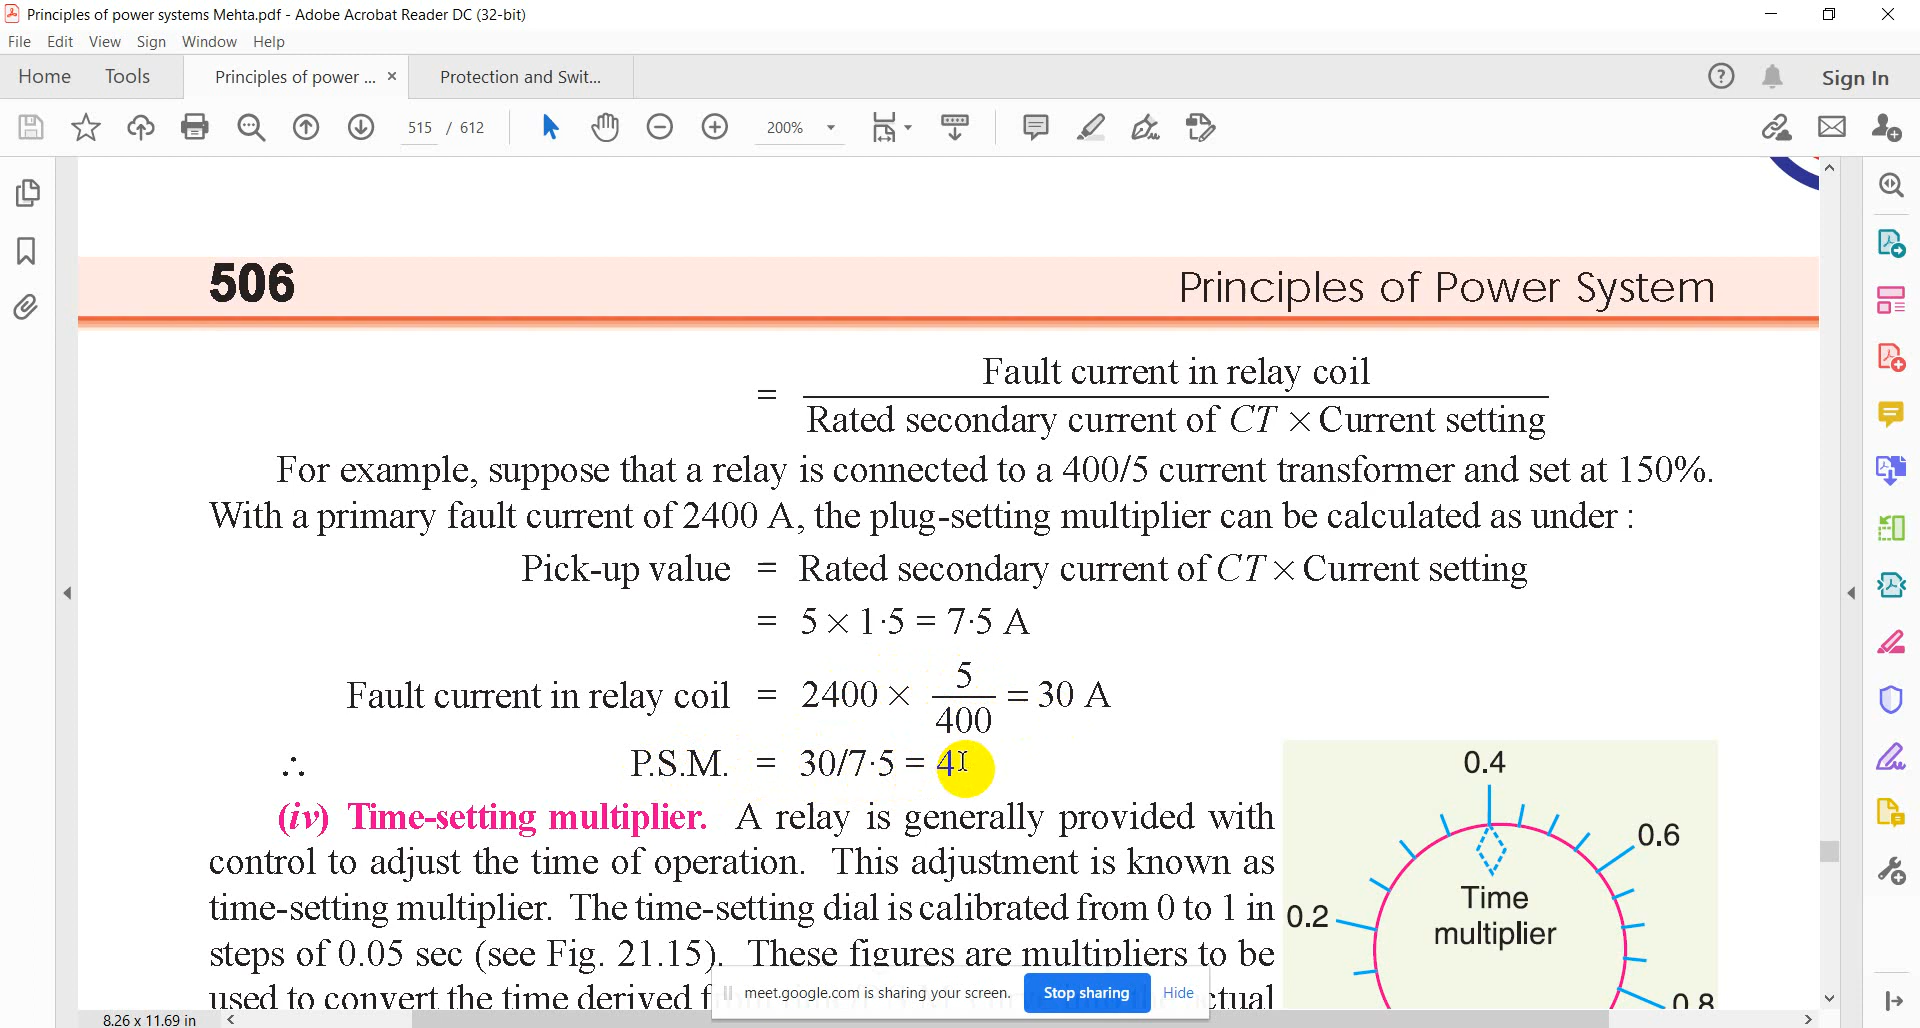 Principles of power systems Mehta.pdf - Adobe Acrobat Reader DC (32-bit)
File Edit View Sign Window Help
Home Tools Principles of power ... × Protection and Swit... Sign In
515 / 612 200%
506 Principles of Power System
= Fault current in relay coil
Rated secondary current of CT × Current setting
For example, suppose that a relay is connected to a 400/5 current transformer and set at 150%.
With a primary fault current of 2400 A, the plug-setting multiplier can be calculated as under :
Pick-up value = Rated secondary current of CT × Current setting
= 5 × 1·5 = 7·5 A
Fault current in relay coil = 2400 × 5/400 = 30 A
∴ P.S.M. = 30/7·5 = 4
(iv) Time-setting multiplier. A relay is generally provided with
control to adjust the time of operation. This adjustment is known as
time-setting multiplier. The time-setting dial is calibrated from 0 to 1 in
steps of 0.05 sec (see Fig. 21.15). These figures are multipliers to be
used to convert the time derived
0.4
0.6
0.2
Time
multiplier
0.8
meet.google.com is sharing your screen. Stop sharing Hide
8.26 x 11.69 in